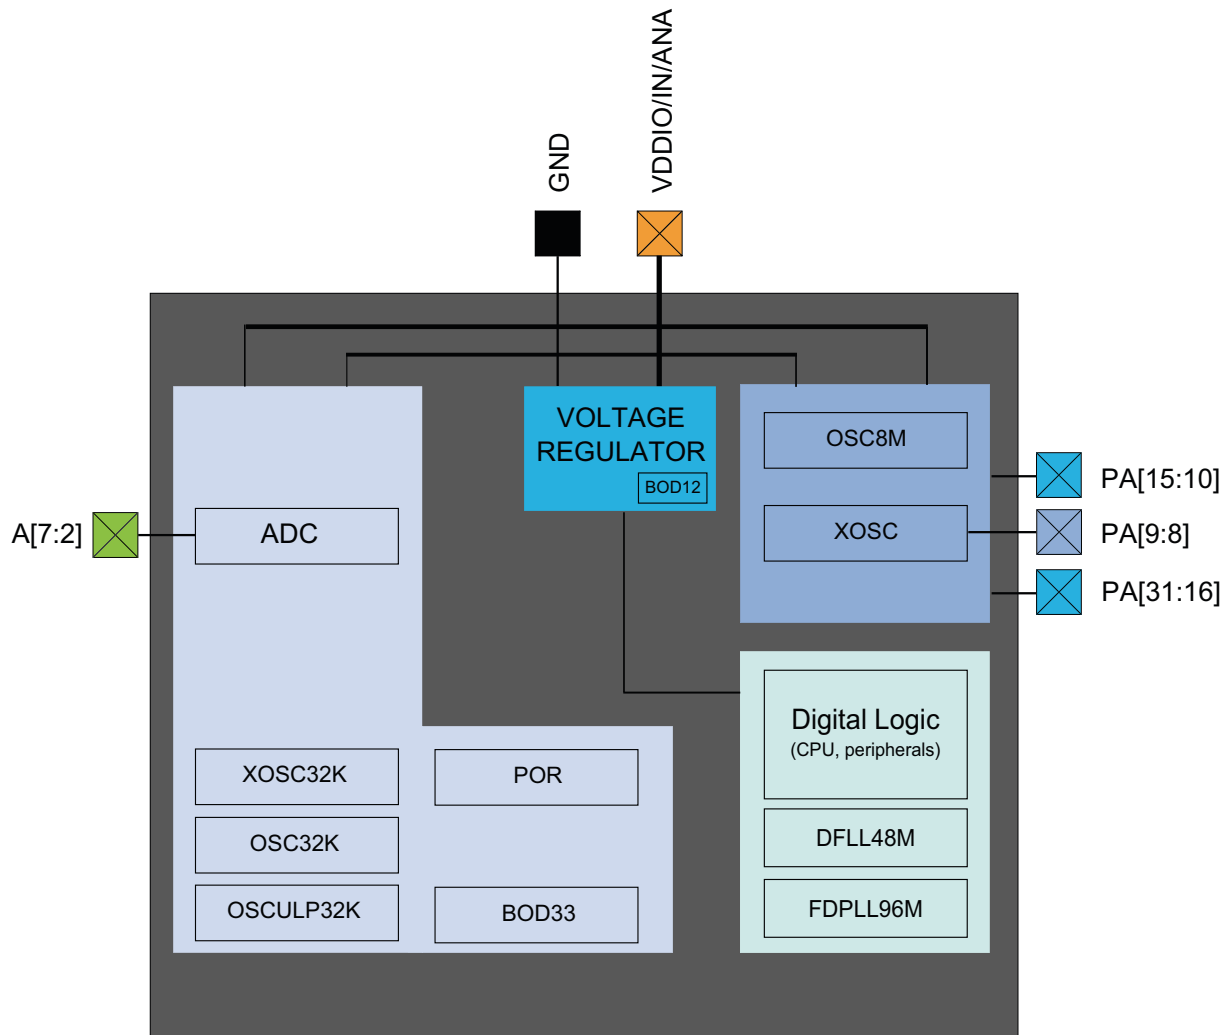 GND
VDDIO/IN/ANA
VOLTAGE
REGULATOR
BOD12
OSC8M
XOSC
PA[15:10]
PA[9:8]
PA[31:16]
A[7:2]
ADC
XOSC32K
OSC32K
OSCULP32K
POR
BOD33
Digital Logic
(CPU, peripherals)
DFLL48M
FDPLL96M